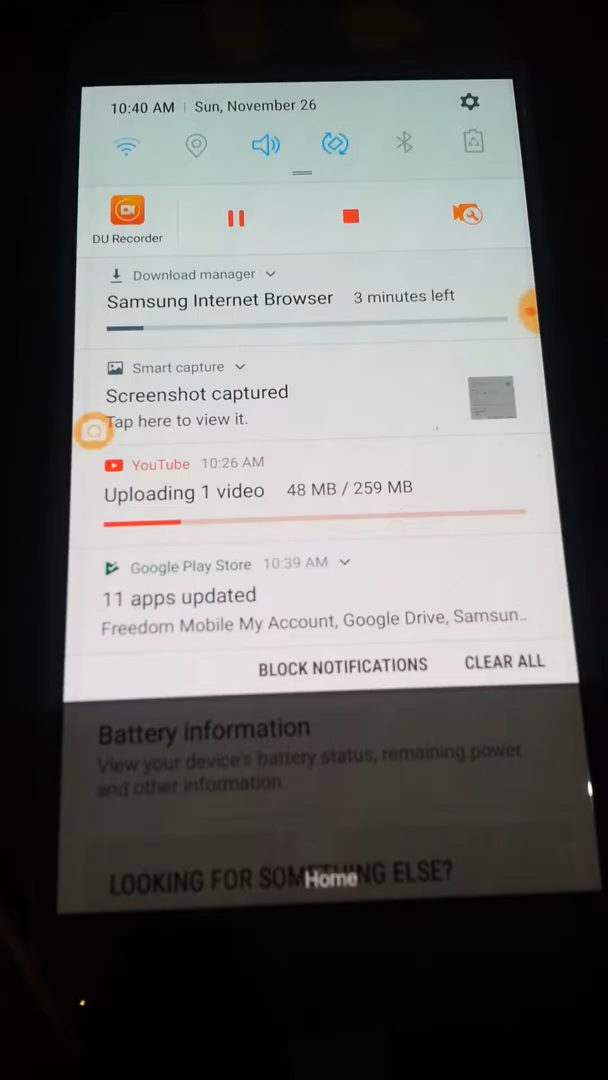 10:40 AM | Sun, November 26
DU Recorder
Download manager
Samsung Internet Browser 3 minutes left
Smart capture
Screenshot captured
Tap here to view it.
YouTube 10:26 AM
Uploading 1 video 48 MB / 259 MB
Google Play Store 10:39 AM
11 apps updated
Freedom Mobile My Account, Google Drive, Samsun..
BLOCK NOTIFICATIONS CLEAR ALL
Battery information
View your device's battery status, remaining power,
and other information.
LOOKING FOR SOMETHING ELSE?
Home